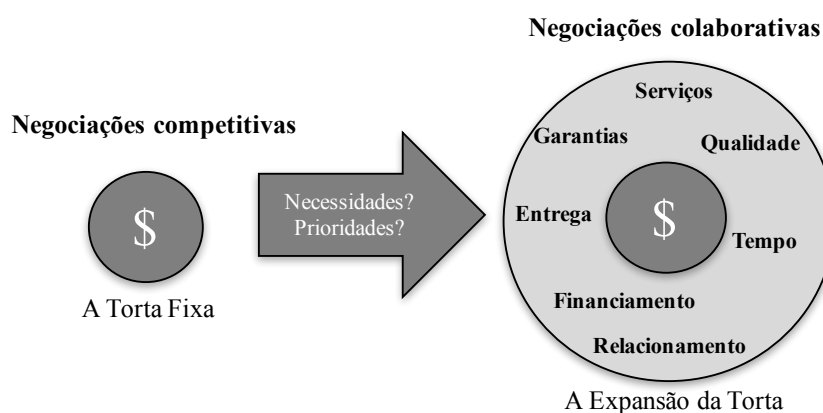 Negociações colaborativas
Negociações competitivas
$
A Torta Fixa
Necessidades?
Prioridades?
Serviços
Garantias
Qualidade
Entrega
$
Tempo
Financiamento
Relacionamento
A Expansão da Torta